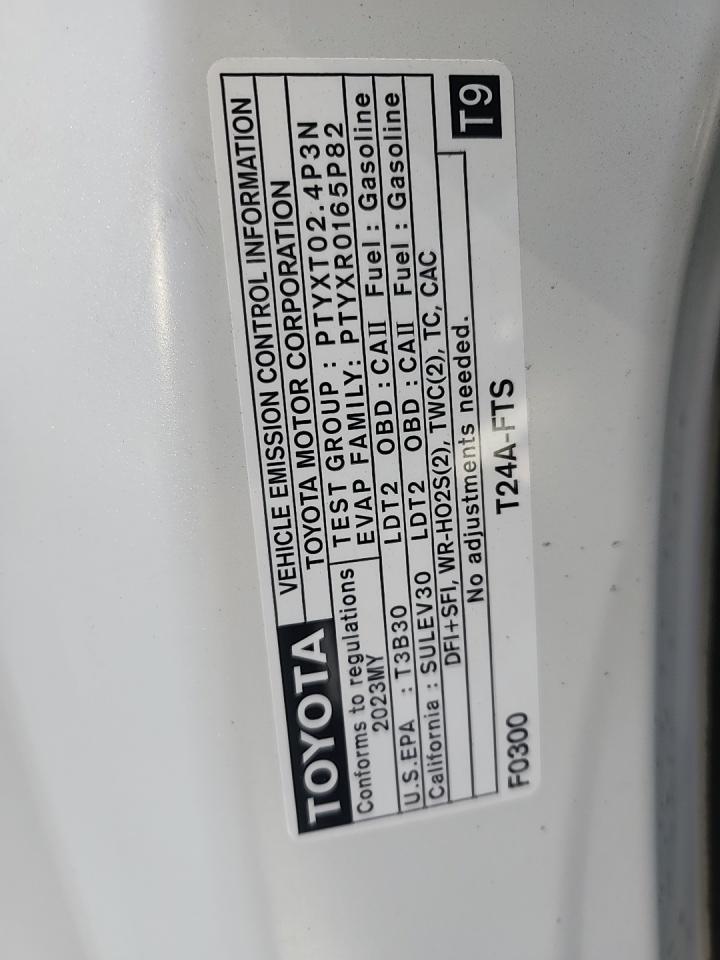 TOYOTA
VEHICLE EMISSION CONTROL INFORMATION
TOYOTA MOTOR CORPORATION
Conforms to regulations
2023MY
TEST GROUP : PTYXT02.4P3N
EVAP FAMILY: PTYXR0165P82
U.S.EPA : T3B30 LDT2 OBD : CAII Fuel : Gasoline
California : SULEV30 LDT2 OBD : CAII Fuel : Gasoline
DFI+SFI, WR-HO2S(2), TWC(2), TC, CAC
No adjustments needed.
F0300 T24A-FTS T9